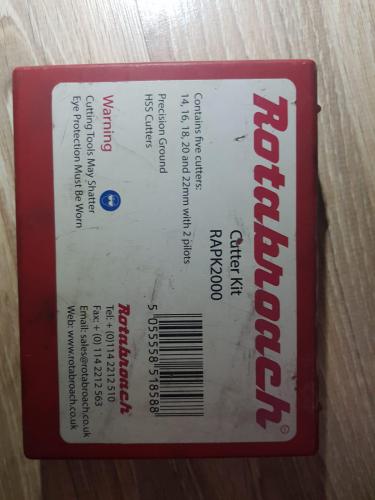 Rotabroach®
Cutter Kit
RAPK2000
Contains five cutters:
14, 16, 18, 20 and 22mm with 2 pilots
Precision Ground
HSS Cutters
Warning
Cutting Tools May Shatter
Eye Protection Must Be Worn
5 055558 518588
Rotabroach®
Tel: + (0)114 2212 510
Fax: + (0) 114 2212 563
Email: sales@rotabroach.co.uk
Web: www.rotabroach.co.uk